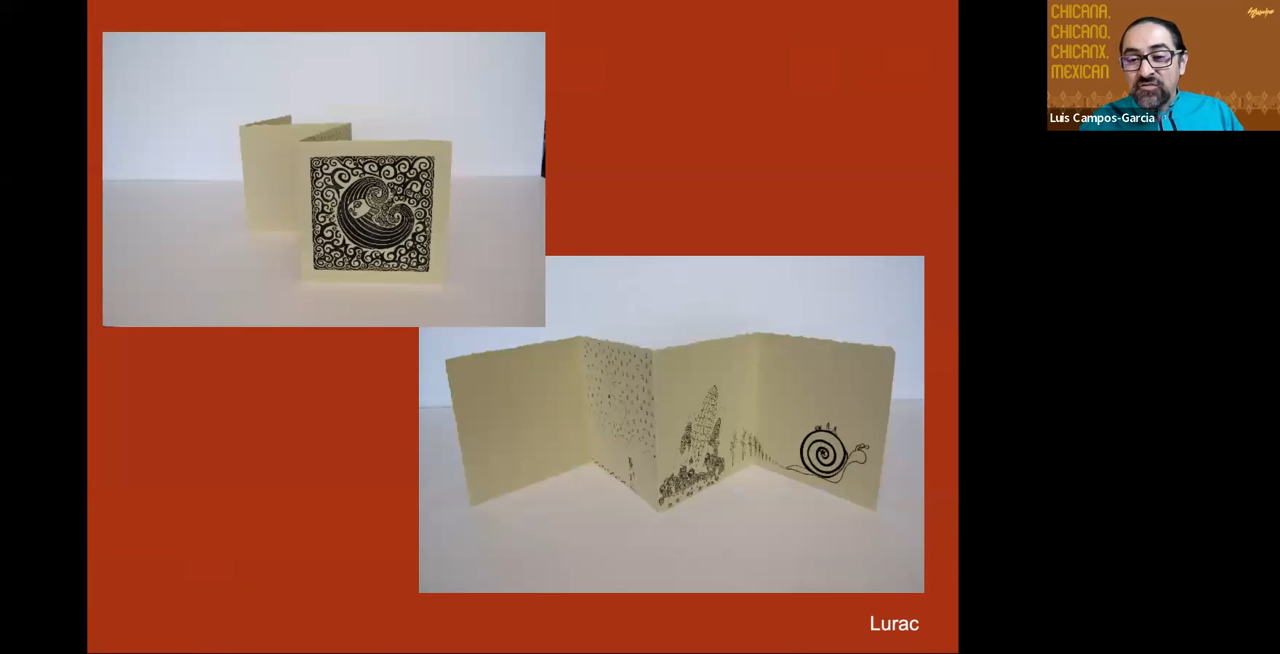 CHICANA,
CHICANO,
CHICANX,
MEXICAN
Luis Campos-Garcia
Lurac